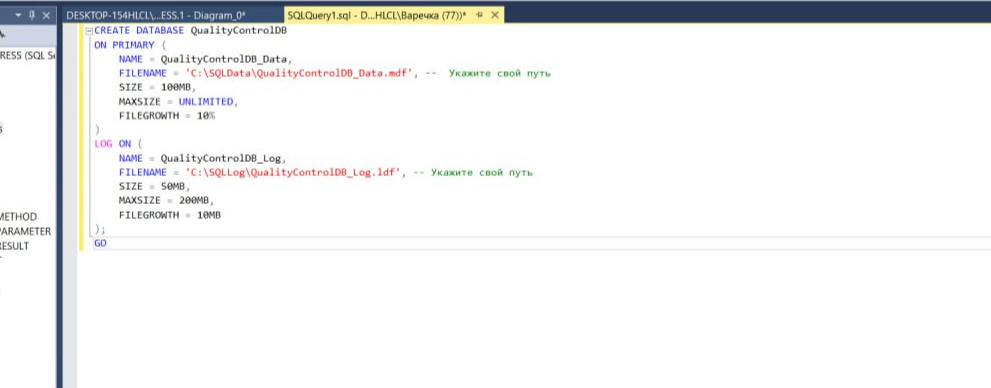 DESKTOP-154HLCL\...ESS.1 - Diagram_0*
SQLQuery1.sql - D...HLCL\Варечка (77))*
RESS (SQL Se
METHOD
PARAMETER
RESULT
CREATE DATABASE QualityControlDB
ON PRIMARY (
NAME = QualityControlDB_Data,
FILENAME = 'C:\SQLData\QualityControlDB_Data.mdf', -- Укажите свой путь
SIZE = 100MB,
MAXSIZE = UNLIMITED,
FILEGROWTH = 10%
)
LOG ON (
NAME = QualityControlDB_Log,
FILENAME = 'C:\SQLLog\QualityControlDB_Log.ldf', -- Укажите свой путь
SIZE = 50MB,
MAXSIZE = 200MB,
FILEGROWTH = 10MB
);
GO